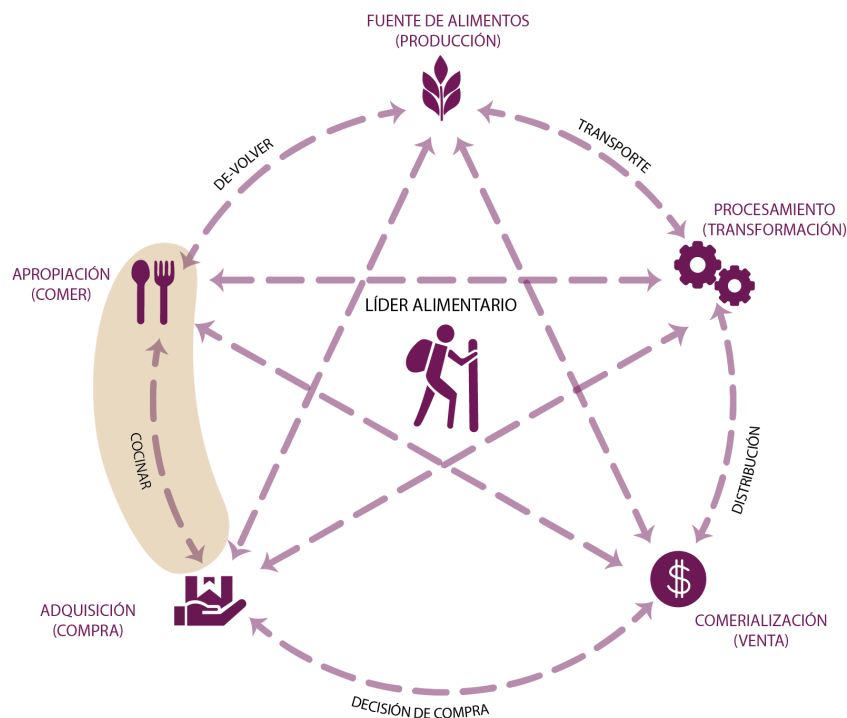 FUENTE DE ALIMENTOS
(PRODUCCIÓN)
DE-VOLVER
TRANSPORTE
PROCESAMIENTO
(TRANSFORMACIÓN)
APROPIACIÓN
(COMER)
LÍDER ALIMENTARIO
COCINAR
DISTRIBUCIÓN
$
ADQUISICIÓN
(COMPRA)
COMERIALIZACIÓN
(VENTA)
DECISIÓN DE COMPRA